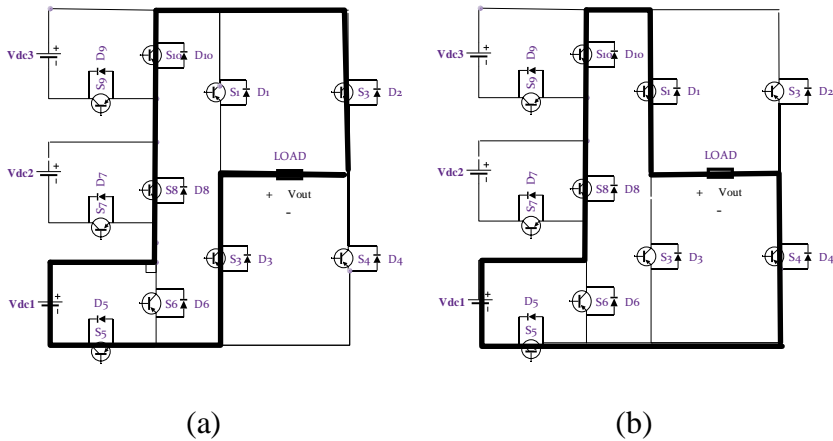 Vdc3
+
-
D9
S9
S10
D10
S1
D1
S3
D2
Vdc2
+
-
D7
S7
S8
D8
LOAD
+ Vout
-
S3
D3
S4
D4
Vdc1
+
-
D5
S5
S6
D6
(a)
Vdc3
+
-
D9
S9
S10
D10
S1
D1
S3
D2
Vdc2
+
-
D7
S7
S8
D8
LOAD
+ Vout
-
S3
D3
S4
D4
Vdc1
+
-
D5
S5
S6
D6
(b)